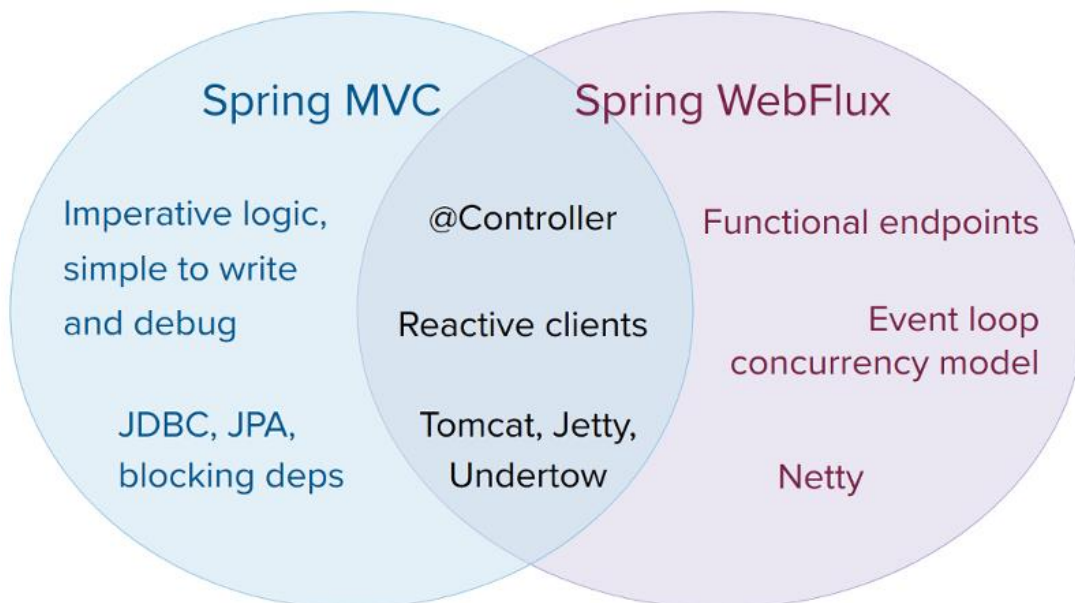 Spring MVC
Spring WebFlux
Imperative logic,
simple to write
and debug
JDBC, JPA,
blocking deps
@Controller
Reactive clients
Tomcat, Jetty,
Undertow
Functional endpoints
Event loop
concurrency model
Netty